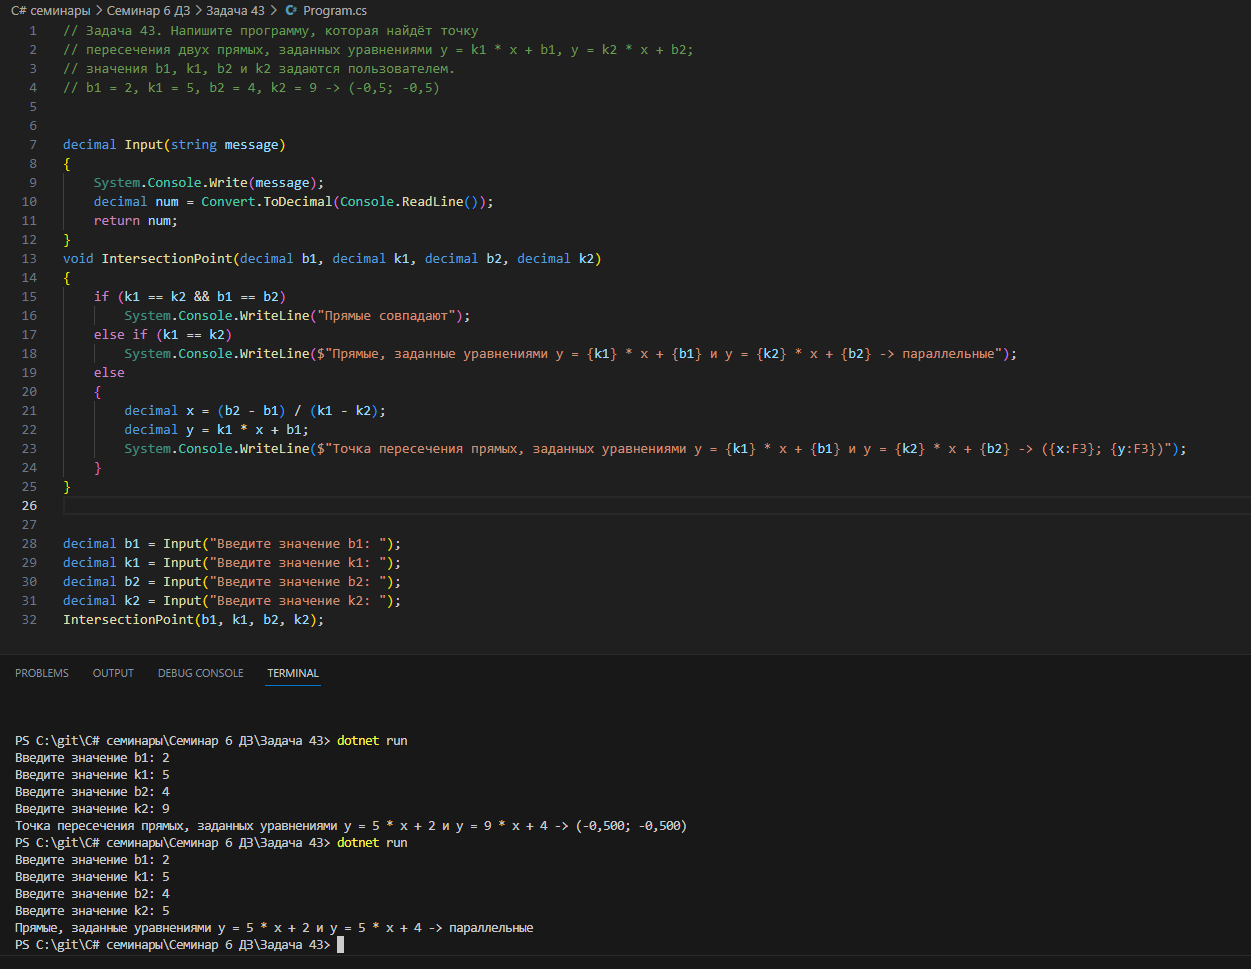 C# семинары > Семинар 6 ДЗ > Задача 43 > Program.cs
1 // Задача 43. Напишите программу, которая найдёт точку
2 // пересечения двух прямых, заданных уравнениями y = k1 * x + b1, y = k2 * x + b2;
3 // значения b1, k1, b2 и k2 задаются пользователем.
4 // b1 = 2, k1 = 5, b2 = 4, k2 = 9 -> (-0,5; -0,5)
5
6
7 decimal Input(string message)
8 {
9     System.Console.Write(message);
10     decimal num = Convert.ToDecimal(Console.ReadLine());
11     return num;
12 }
13 void IntersectionPoint(decimal b1, decimal k1, decimal b2, decimal k2)
14 {
15     if (k1 == k2 && b1 == b2)
16         System.Console.WriteLine("Прямые совпадают");
17     else if (k1 == k2)
18         System.Console.WriteLine($"Прямые, заданные уравнениями y = {k1} * x + {b1} и y = {k2} * x + {b2} -> параллельные");
19     else
20     {
21         decimal x = (b2 - b1) / (k1 - k2);
22         decimal y = k1 * x + b1;
23         System.Console.WriteLine($"Точка пересечения прямых, заданных уравнениями y = {k1} * x + {b1} и y = {k2} * x + {b2} -> ({x:F3}; {y:F3})");
24     }
25 }
26
27
28 decimal b1 = Input("Введите значение b1: ");
29 decimal k1 = Input("Введите значение k1: ");
30 decimal b2 = Input("Введите значение b2: ");
31 decimal k2 = Input("Введите значение k2: ");
32 IntersectionPoint(b1, k1, b2, k2);
PROBLEMS OUTPUT DEBUG CONSOLE TERMINAL
PS C:\git\C# семинары\Семинар 6 ДЗ\Задача 43> dotnet run
Введите значение b1: 2
Введите значение k1: 5
Введите значение b2: 4
Введите значение k2: 9
Точка пересечения прямых, заданных уравнениями y = 5 * x + 2 и y = 9 * x + 4 -> (-0,500; -0,500)
PS C:\git\C# семинары\Семинар 6 ДЗ\Задача 43> dotnet run
Введите значение b1: 2
Введите значение k1: 5
Введите значение b2: 4
Введите значение k2: 5
Прямые, заданные уравнениями y = 5 * x + 2 и y = 5 * x + 4 -> параллельные
PS C:\git\C# семинары\Семинар 6 ДЗ\Задача 43>